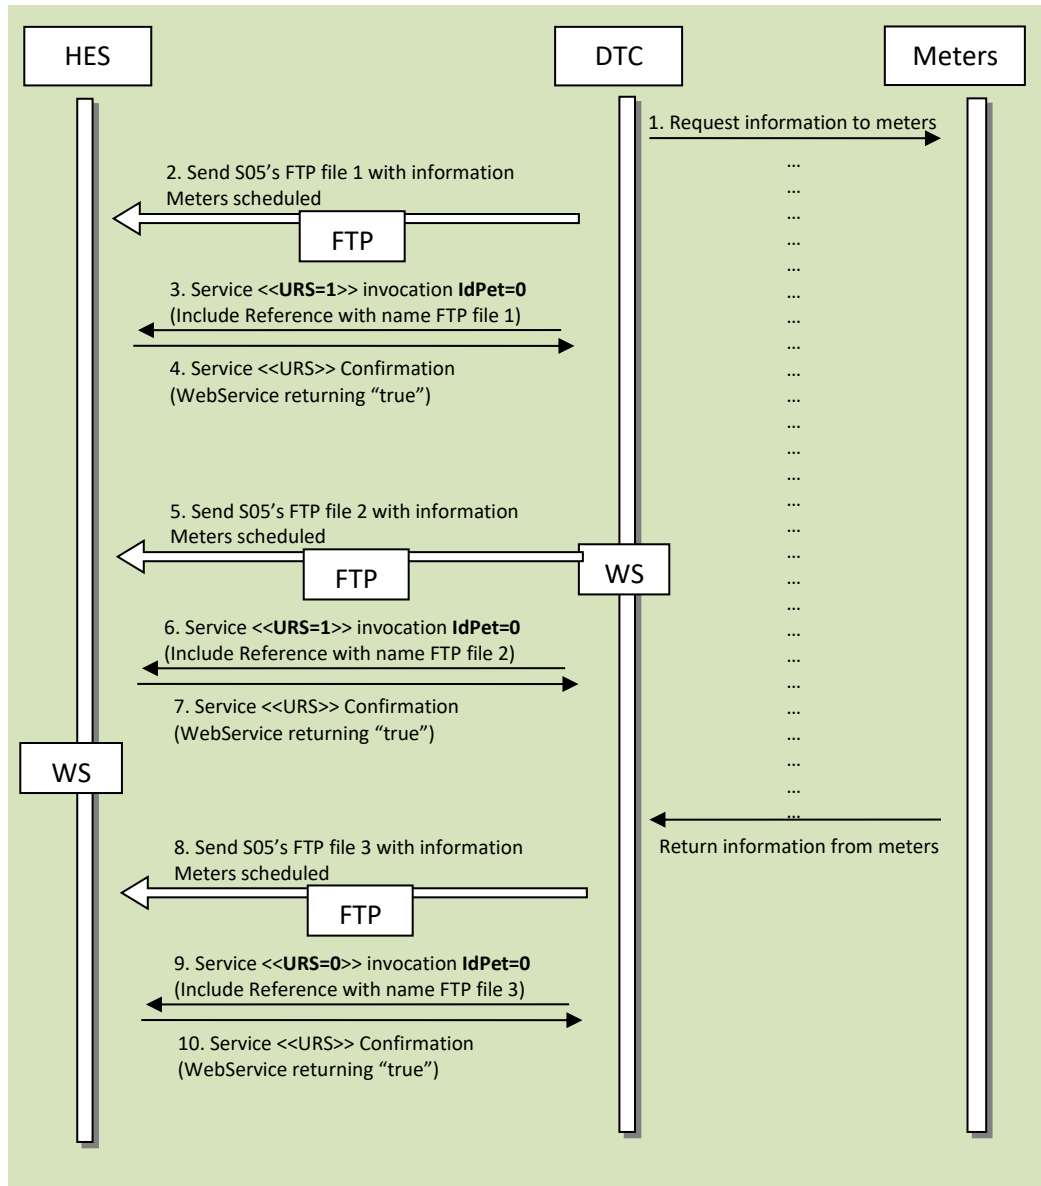 HES
DTC
Meters
1. Request information to meters
...
...
2. Send S05’s FTP file 1 with information
Meters scheduled
...
FTP
...
...
3. Service <<URS=1>> invocation IdPet=0
(Include Reference with name FTP file 1)
...
...
...
4. Service <<URS>> Confirmation
(WebService returning “true”)
...
...
...
...
...
5. Send S05’s FTP file 2 with information
Meters scheduled
...
...
...
FTP
WS
...
...
6. Service <<URS=1>> invocation IdPet=0
(Include Reference with name FTP file 2)
...
...
...
7. Service <<URS>> Confirmation
(WebService returning “true”)
...
...
WS
...
...
...
8. Send S05’s FTP file 3 with information
Meters scheduled
Return information from meters
FTP
9. Service <<URS=0>> invocation IdPet=0
(Include Reference with name FTP file 3)
10. Service <<URS>> Confirmation
(WebService returning “true”)